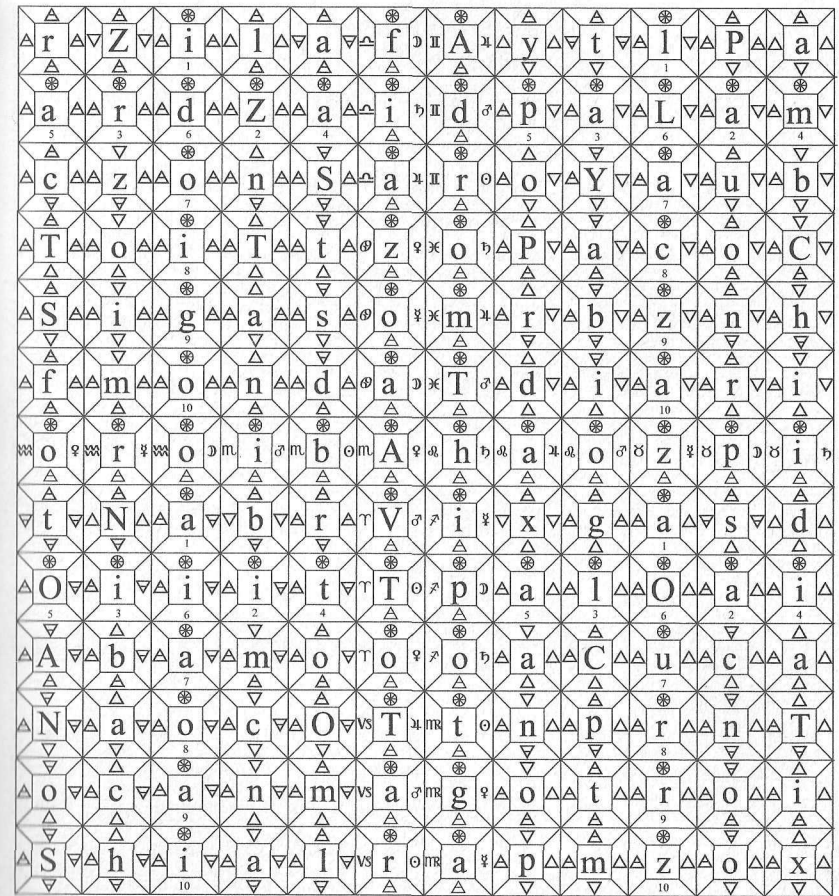 r Z i l a f A y t l P a
a r d Z a i d p a L a m
c z o n S a r o Y a u b
T o i T t z o P a c o C
S i g a s o m r b z n h
f m o n d a T d i a r i
o r o i b A h a o z p i
t N a b r V i x g a s d
O i i i t T p a l O a i
A b a m o o o a C u c a
N a o c O T t n p r n T
o c a n m a g o t r o i
S h i a l r a p m z o x